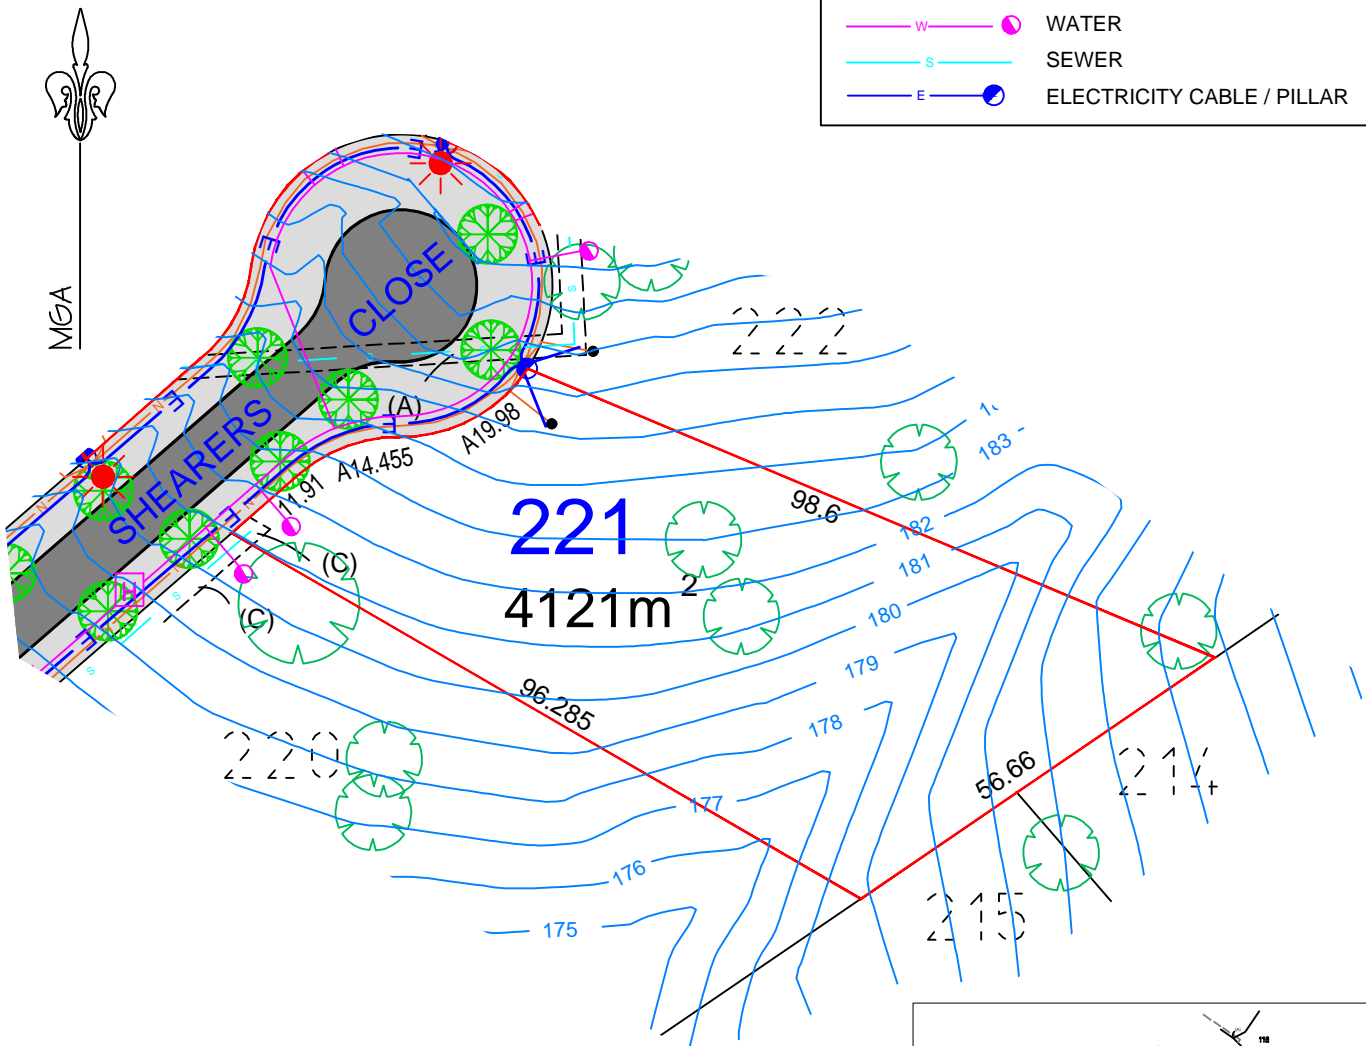 W WATER
S SEWER
E ELECTRICITY CABLE / PILLAR
MGA
E
E
CLOSE
S
222
E
(A)
E
A19.98
SHEARERS
N
N
A14.455
11.91
183
98.6
182
221
181
(C)
4121m2
180
(C)
E
S
E
S
179
96.285
178
220
214
56.66
177
176
215
175